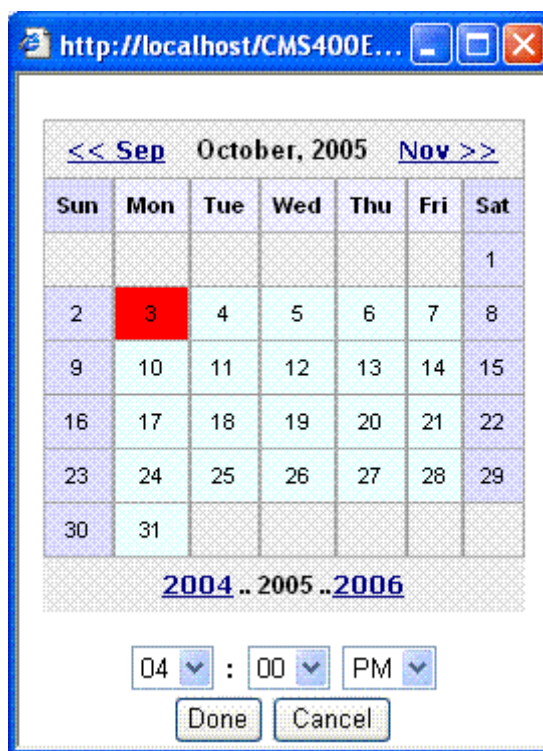 http://localhost/CMS400E...
<< Sep October, 2005 Nov >>
Sun Mon Tue Wed Thu Fri Sat
1
2 3 4 5 6 7 8
9 10 11 12 13 14 15
16 17 18 19 20 21 22
23 24 25 26 27 28 29
30 31
2004 .. 2005 ..2006
04 : 00 PM
Done Cancel